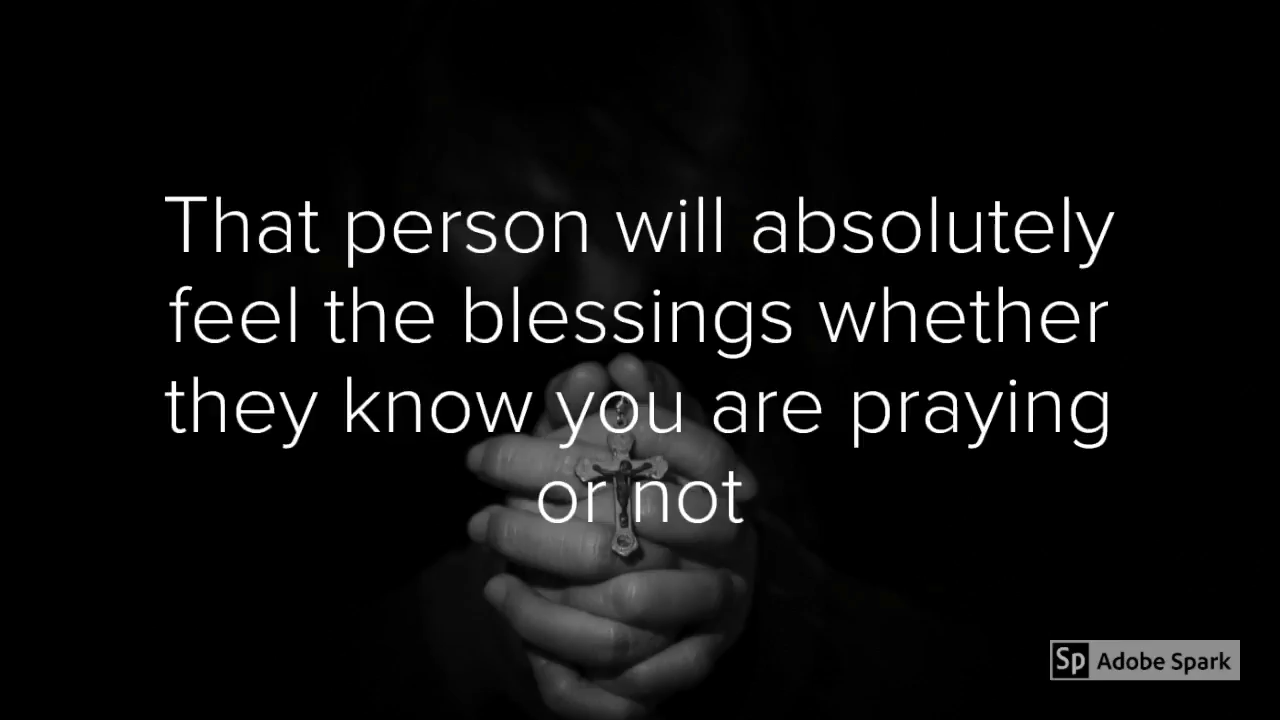 That person will absolutely
feel the blessings whether
they know you are praying
or not
Sp Adobe Spark